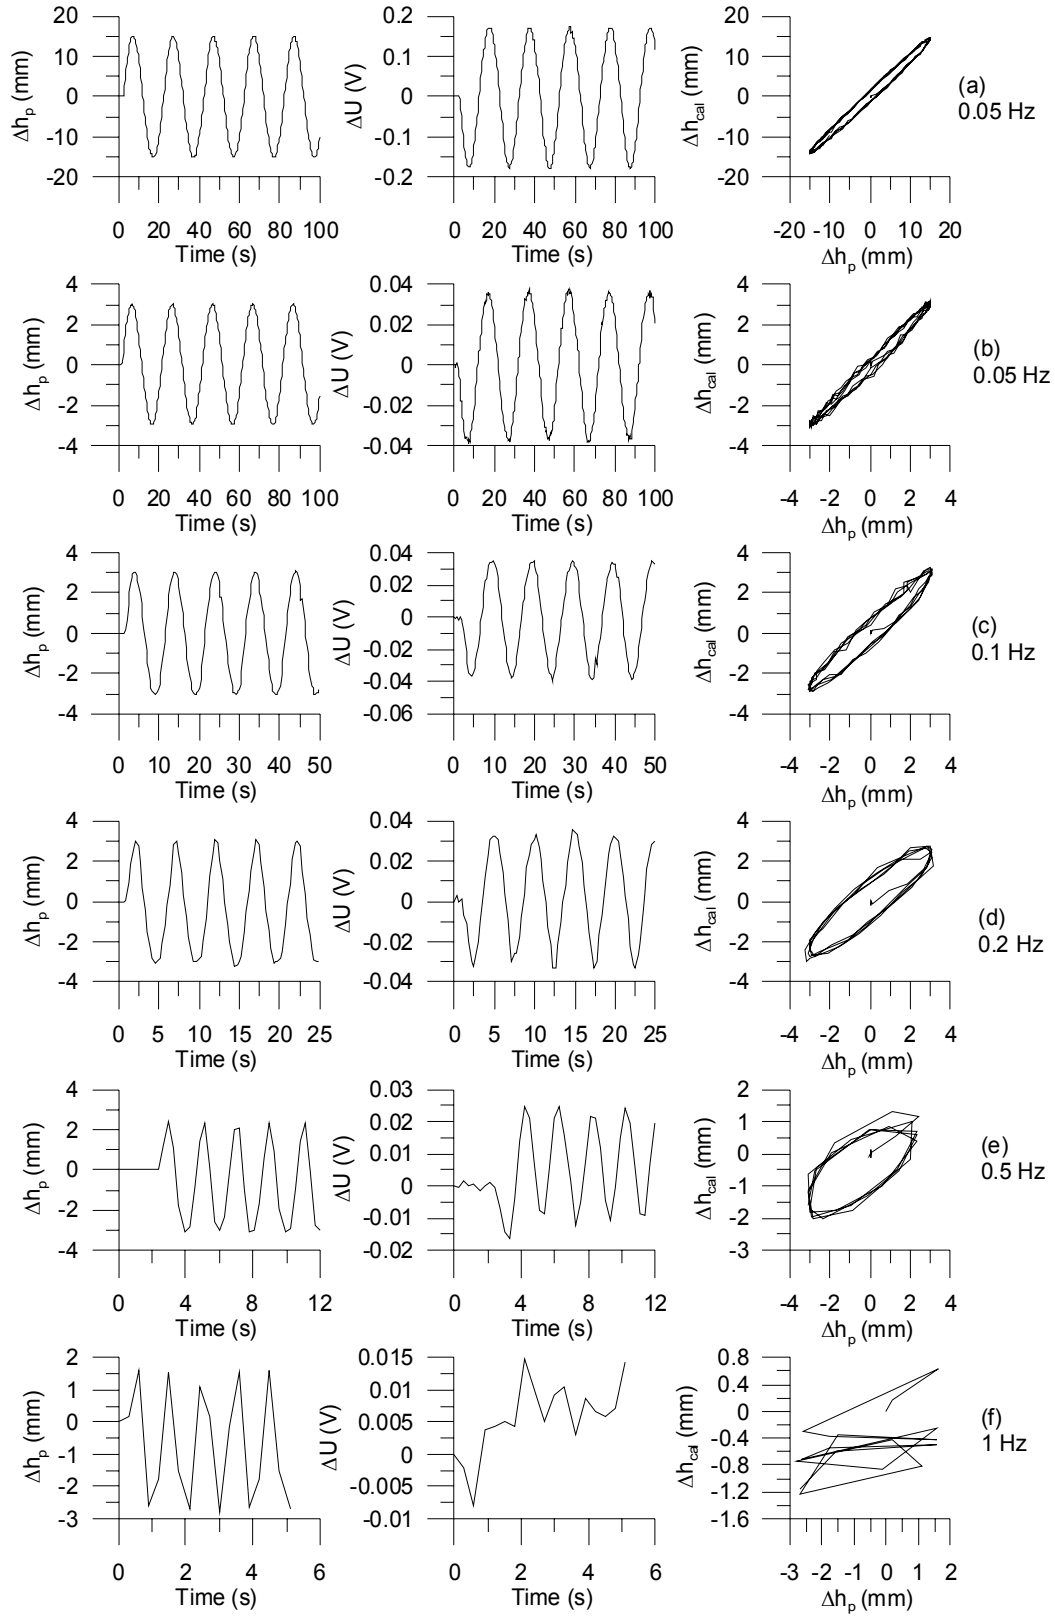 20
10
0
-10
-20
Δhp (mm)
0 20 40 60 80 100
Time (s)
0.2
0.1
0
-0.1
-0.2
ΔU (V)
0 20 40 60 80 100
Time (s)
20
10
0
-10
-20
Δhcal (mm)
-20 -10 0 10 20
Δhp (mm)
(a)
0.05 Hz
4
2
0
-2
-4
Δhp (mm)
0 20 40 60 80 100
Time (s)
0.04
0.02
0
-0.02
-0.04
ΔU (V)
0 20 40 60 80 100
Time (s)
4
2
0
-2
-4
Δhcal (mm)
-4 -2 0 2 4
Δhp (mm)
(b)
0.05 Hz
4
2
0
-2
-4
Δhp (mm)
0 10 20 30 40 50
Time (s)
0.04
0.02
0
-0.02
-0.04
-0.06
ΔU (V)
0 10 20 30 40 50
Time (s)
4
2
0
-2
-4
Δhcal (mm)
-4 -2 0 2 4
Δhp (mm)
(c)
0.1 Hz
4
2
0
-2
-4
Δhp (mm)
0 5 10 15 20 25
Time (s)
0.04
0.02
0
-0.02
-0.04
ΔU (V)
0 5 10 15 20 25
Time (s)
4
2
0
-2
-4
Δhcal (mm)
-4 -2 0 2 4
Δhp (mm)
(d)
0.2 Hz
4
2
0
-2
-4
Δhp (mm)
0 4 8 12
Time (s)
0.03
0.02
0.01
0
-0.01
-0.02
ΔU (V)
0 4 8 12
Time (s)
2
1
0
-1
-2
-3
Δhcal (mm)
-4 -2 0 2 4
Δhp (mm)
(e)
0.5 Hz
2
1
0
-1
-2
-3
Δhp (mm)
0 2 4 6
Time (s)
0.015
0.01
0.005
0
-0.005
-0.01
ΔU (V)
0 2 4 6
Time (s)
0.8
0.4
0
-0.4
-0.8
-1.2
-1.6
Δhcal (mm)
-3 -2 -1 0 1 2
Δhp (mm)
(f)
1 Hz